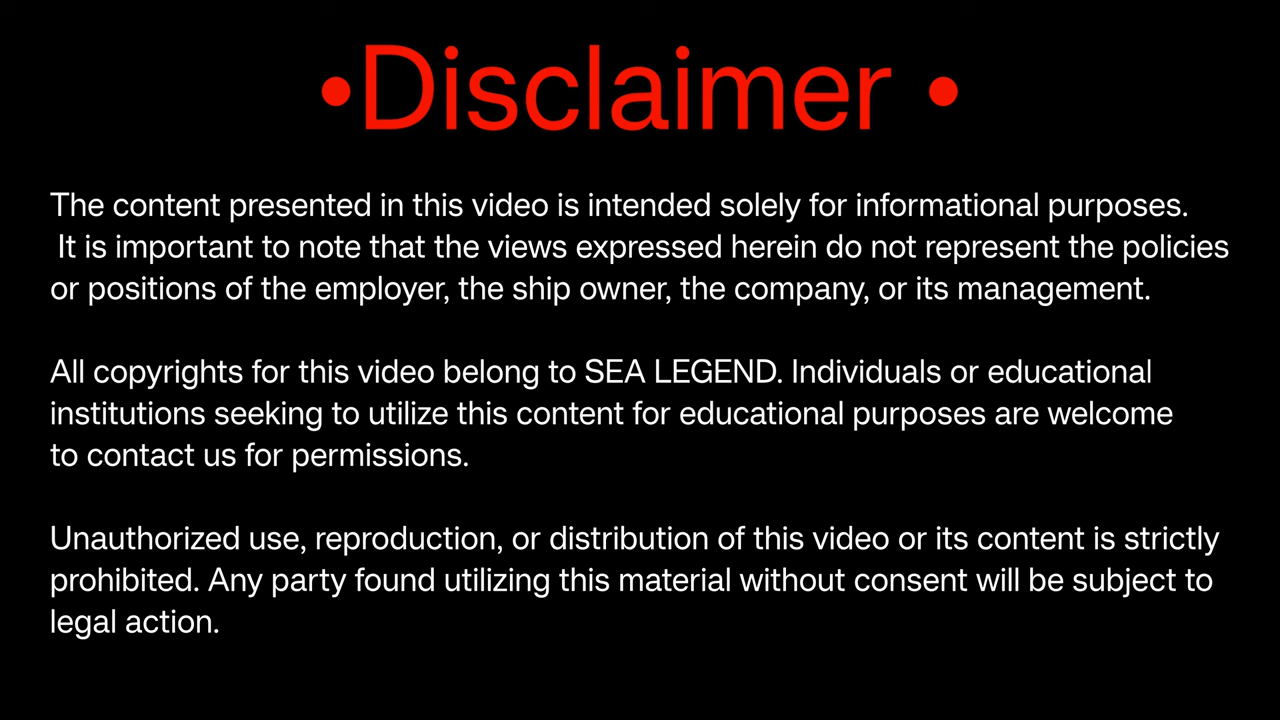 •Disclaimer •
The content presented in this video is intended solely for informational purposes.
It is important to note that the views expressed herein do not represent the policies
or positions of the employer, the ship owner, the company, or its management.
All copyrights for this video belong to SEA LEGEND. Individuals or educational
institutions seeking to utilize this content for educational purposes are welcome
to contact us for permissions.
Unauthorized use, reproduction, or distribution of this video or its content is strictly
prohibited. Any party found utilizing this material without consent will be subject to
legal action.